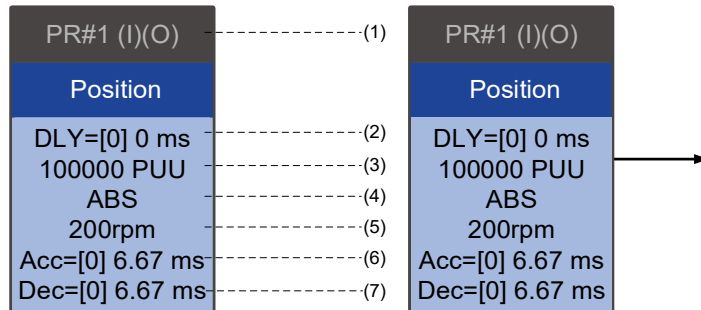 PR#1 (I)(O) (1) PR#1 (I)(O)
Position Position
DLY=[0] 0 ms (2) DLY=[0] 0 ms
100000 PUU (3) 100000 PUU
ABS (4) ABS
200rpm (5) 200rpm
Acc=[0] 6.67 ms (6) Acc=[0] 6.67 ms
Dec=[0] 6.67 ms (7) Dec=[0] 6.67 ms